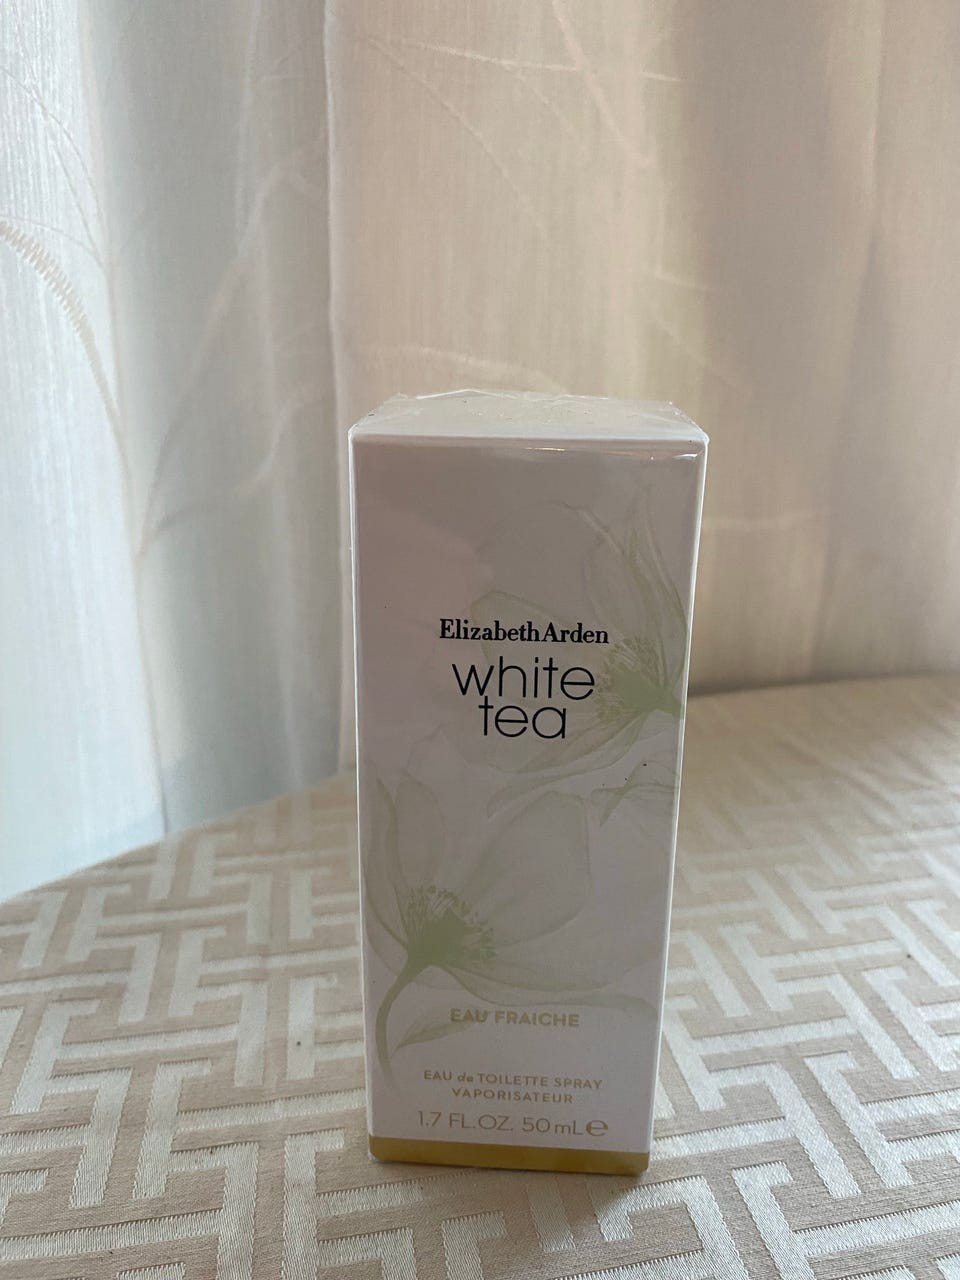 ElizabethArden
white
tea
EAU FRAICHE
EAU de TOILETTE SPRAY
VAPORISATEUR
1.7 FL.OZ. 50 mL ℮